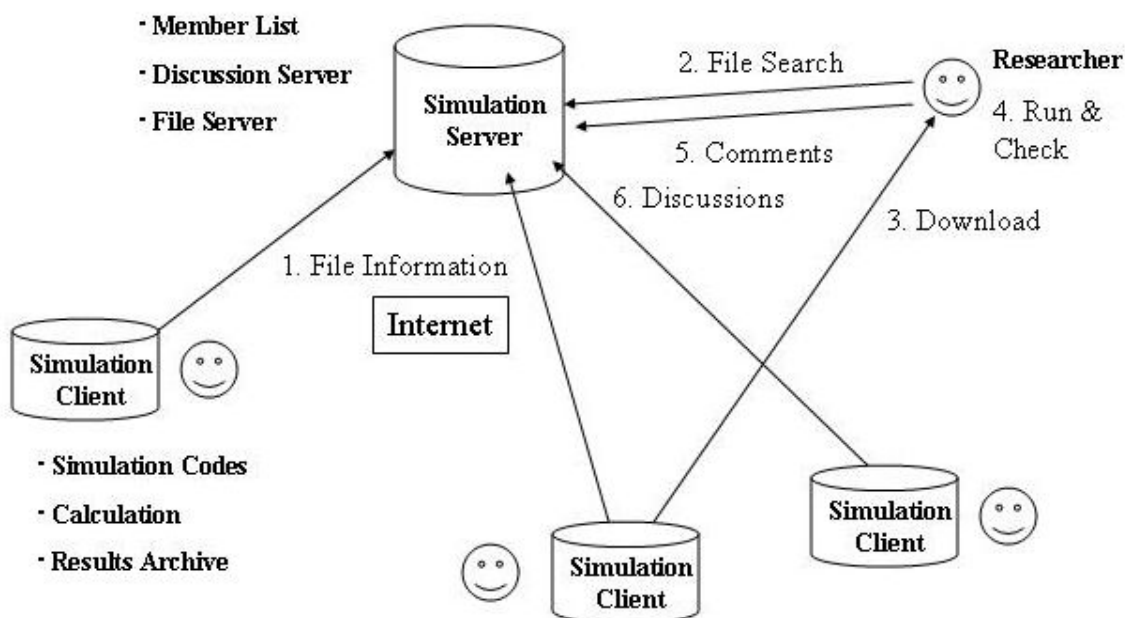 - Member List
- Discussion Server
- File Server
Simulation
Server
2. File Search
Researcher
4. Run &
Check
5. Comments
6. Discussions
3. Download
1. File Information
Internet
Simulation
Client
- Simulation Codes
- Calculation
- Results Archive
Simulation
Client
Simulation
Client